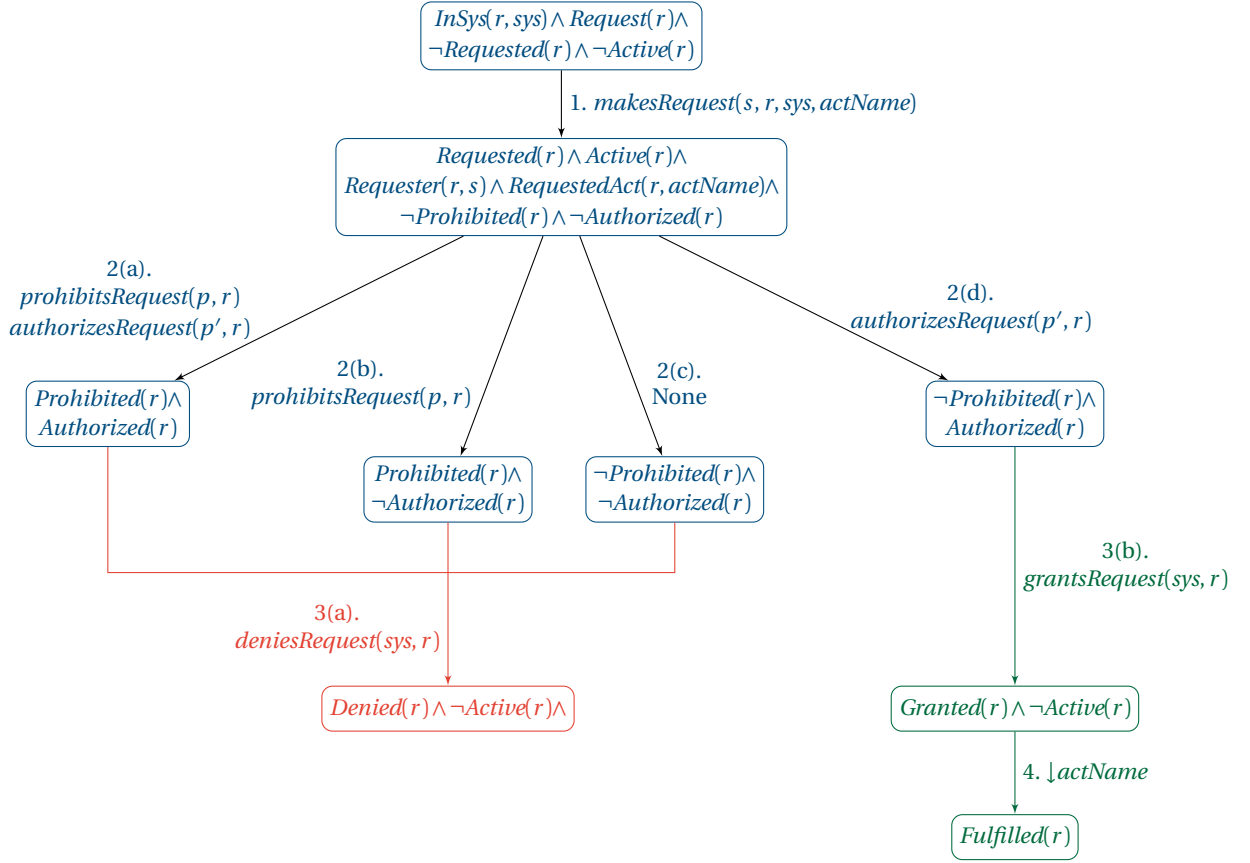 InSys(r, sys) ∧ Request(r)∧
¬Requested(r) ∧ ¬Active(r)
1. makesRequest(s, r, sys, actName)
Requested(r) ∧ Active(r)∧
Requester(r, s) ∧ RequestedAct(r, actName)∧
¬Prohibited(r) ∧ ¬Authorized(r)
2(a).
prohibitsRequest(p, r)
authorizesRequest(p′, r)
2(b).
prohibitsRequest(p, r)
2(c).
None
2(d).
authorizesRequest(p′, r)
Prohibited(r)∧
Authorized(r)
Prohibited(r)∧
¬Authorized(r)
¬Prohibited(r)∧
¬Authorized(r)
¬Prohibited(r)∧
Authorized(r)
3(a).
deniesRequest(sys, r)
3(b).
grantsRequest(sys, r)
Denied(r) ∧ ¬Active(r)∧
Granted(r) ∧ ¬Active(r)
4. ↓actName
Fulfilled(r)